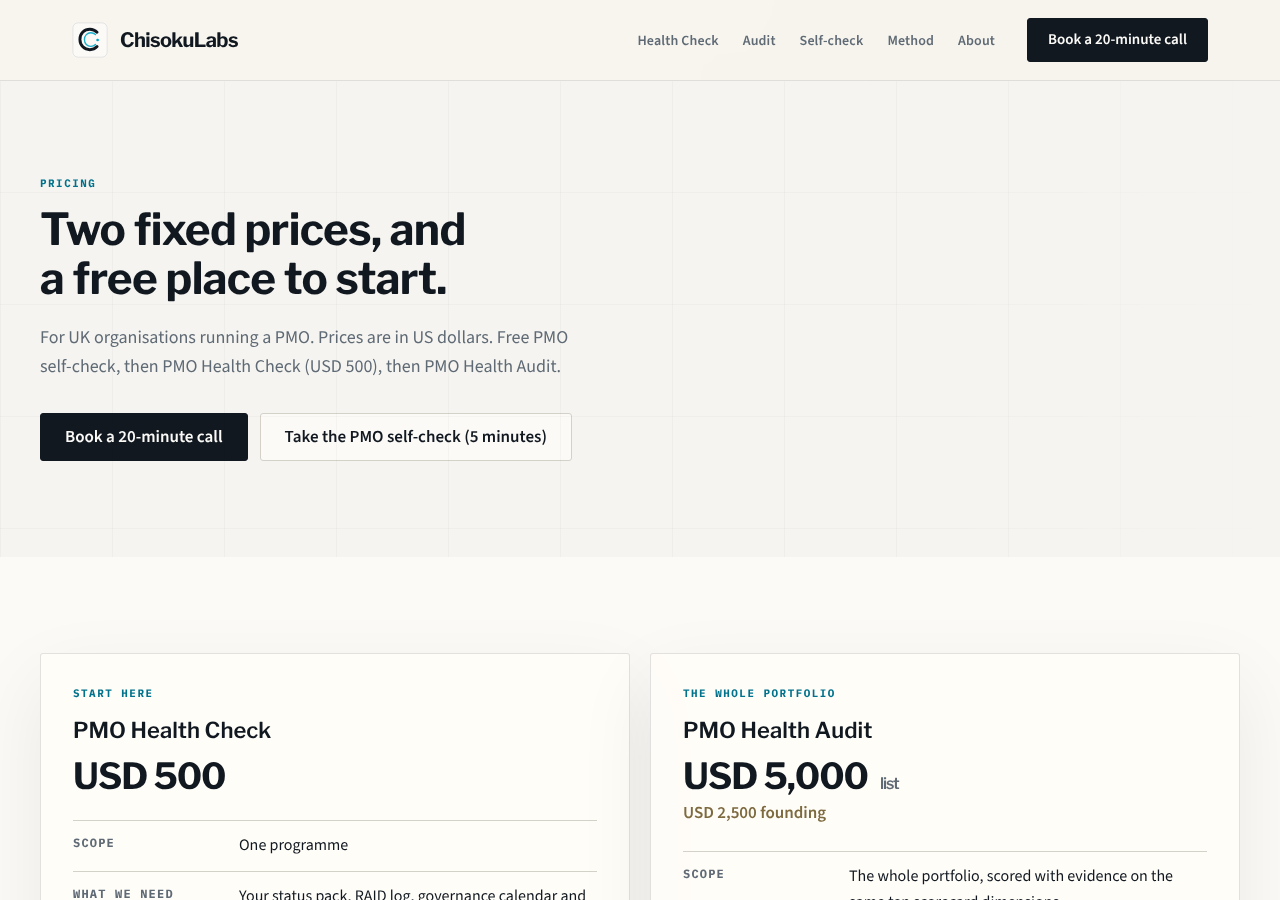 ChisokuLabs
Health Check
Audit
Self-check
Method
About
Book a 20-minute call
PRICING
Two fixed prices, and
a free place to start.
For UK organisations running a PMO. Prices are in US dollars. Free PMO
self-check, then PMO Health Check (USD 500), then PMO Health Audit.
Book a 20-minute call
Take the PMO self-check (5 minutes)
START HERE
PMO Health Check
USD 500
SCOPE
One programme
WHAT WE NEED
Your status pack, RAID log, governance calendar and
THE WHOLE PORTFOLIO
PMO Health Audit
USD 5,000 list
USD 2,500 founding
SCOPE
The whole portfolio, scored with evidence on the
same ten scorecard dimensions.